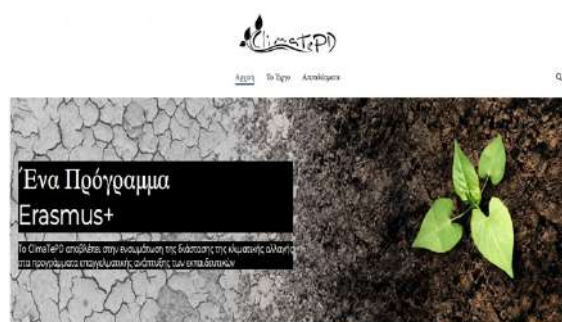 ClimaTePD
Αρχική Το Έργο Αποτελέσματα
Ένα Πρόγραμμα
Erasmus+
Το ClimaTePD αποβλέπει στην ενσωμάτωση της διάστασης της κλιματικής αλλαγής
στα προγράμματα επαγγελματικής ανάπτυξης των εκπαιδευτικών